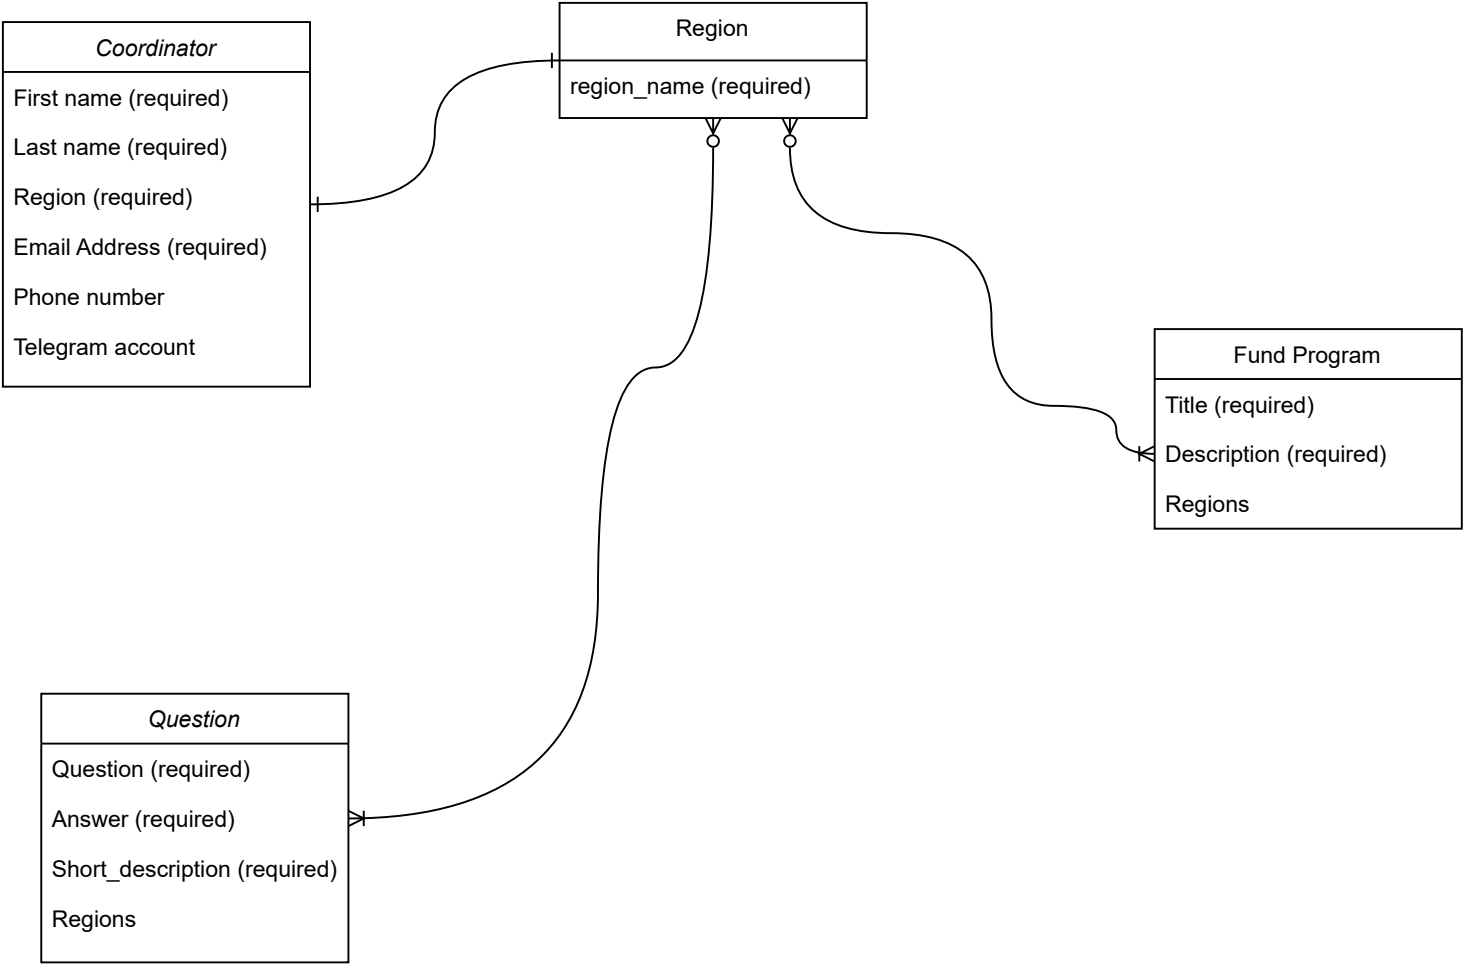 Coordinator
First name (required)
Last name (required)
Region (required)
Email Address (required)
Phone number
Telegram account
Region
region_name (required)
Fund Program
Title (required)
Description (required)
Regions
Question
Question (required)
Answer (required)
Short_description (required)
Regions